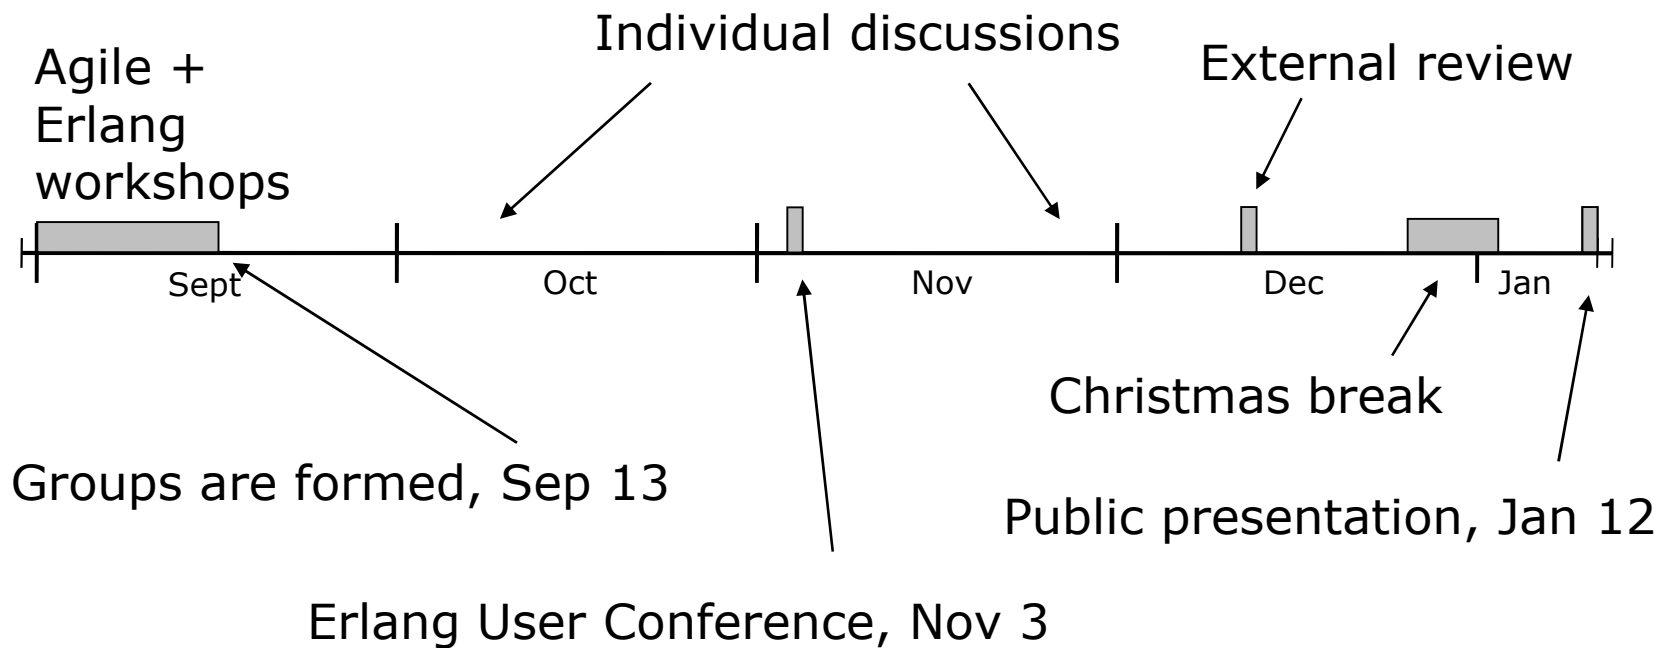 Individual discussions
Agile +
Erlang
workshops
External review
Sept
Oct
Nov
Dec
Jan
Christmas break
Groups are formed, Sep 13
Public presentation, Jan 12
Erlang User Conference, Nov 3